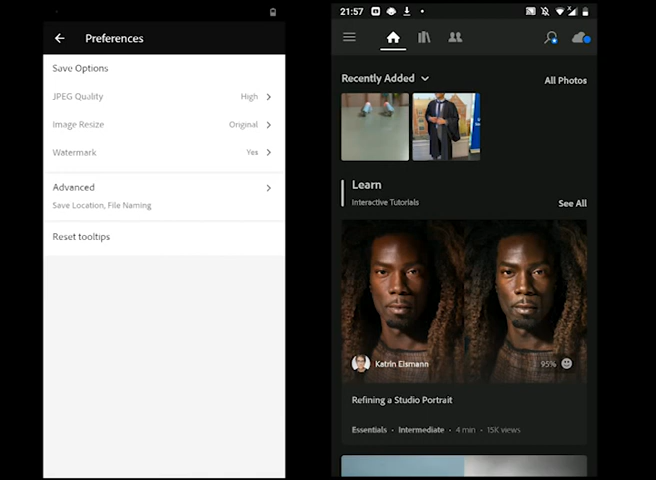 Preferences
Save Options
JPEG Quality High
Image Resize Original
Watermark Yes
Advanced
Save Location, File Naming
Reset tooltips
21:57
Recently Added All Photos
Learn
Interactive Tutorials See All
Katrin Eismann 95%
Refining a Studio Portrait
Essentials • Intermediate • 4 min • 15K views